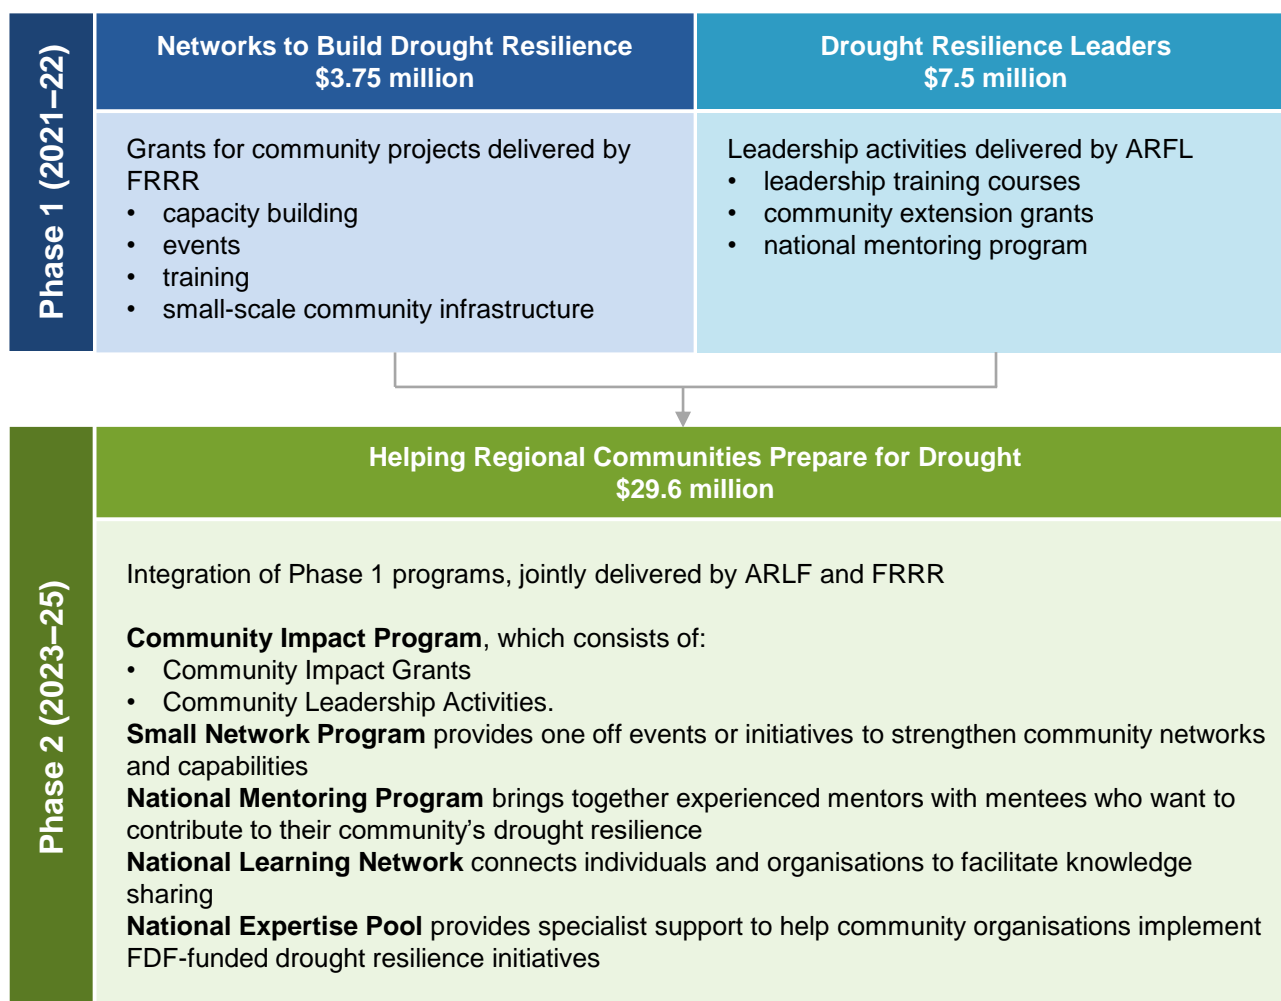 Phase 1 (2021–22)
Networks to Build Drought Resilience
$3.75 million
Drought Resilience Leaders
$7.5 million
Grants for community projects delivered by
FRRR
• capacity building
• events
• training
• small-scale community infrastructure
Leadership activities delivered by ARFL
• leadership training courses
• community extension grants
• national mentoring program
Phase 2 (2023–25)
Helping Regional Communities Prepare for Drought
$29.6 million
Integration of Phase 1 programs, jointly delivered by ARLF and FRRR
Community Impact Program, which consists of:
• Community Impact Grants
• Community Leadership Activities.
Small Network Program provides one off events or initiatives to strengthen community networks
and capabilities
National Mentoring Program brings together experienced mentors with mentees who want to
contribute to their community’s drought resilience
National Learning Network connects individuals and organisations to facilitate knowledge
sharing
National Expertise Pool provides specialist support to help community organisations implement
FDF-funded drought resilience initiatives